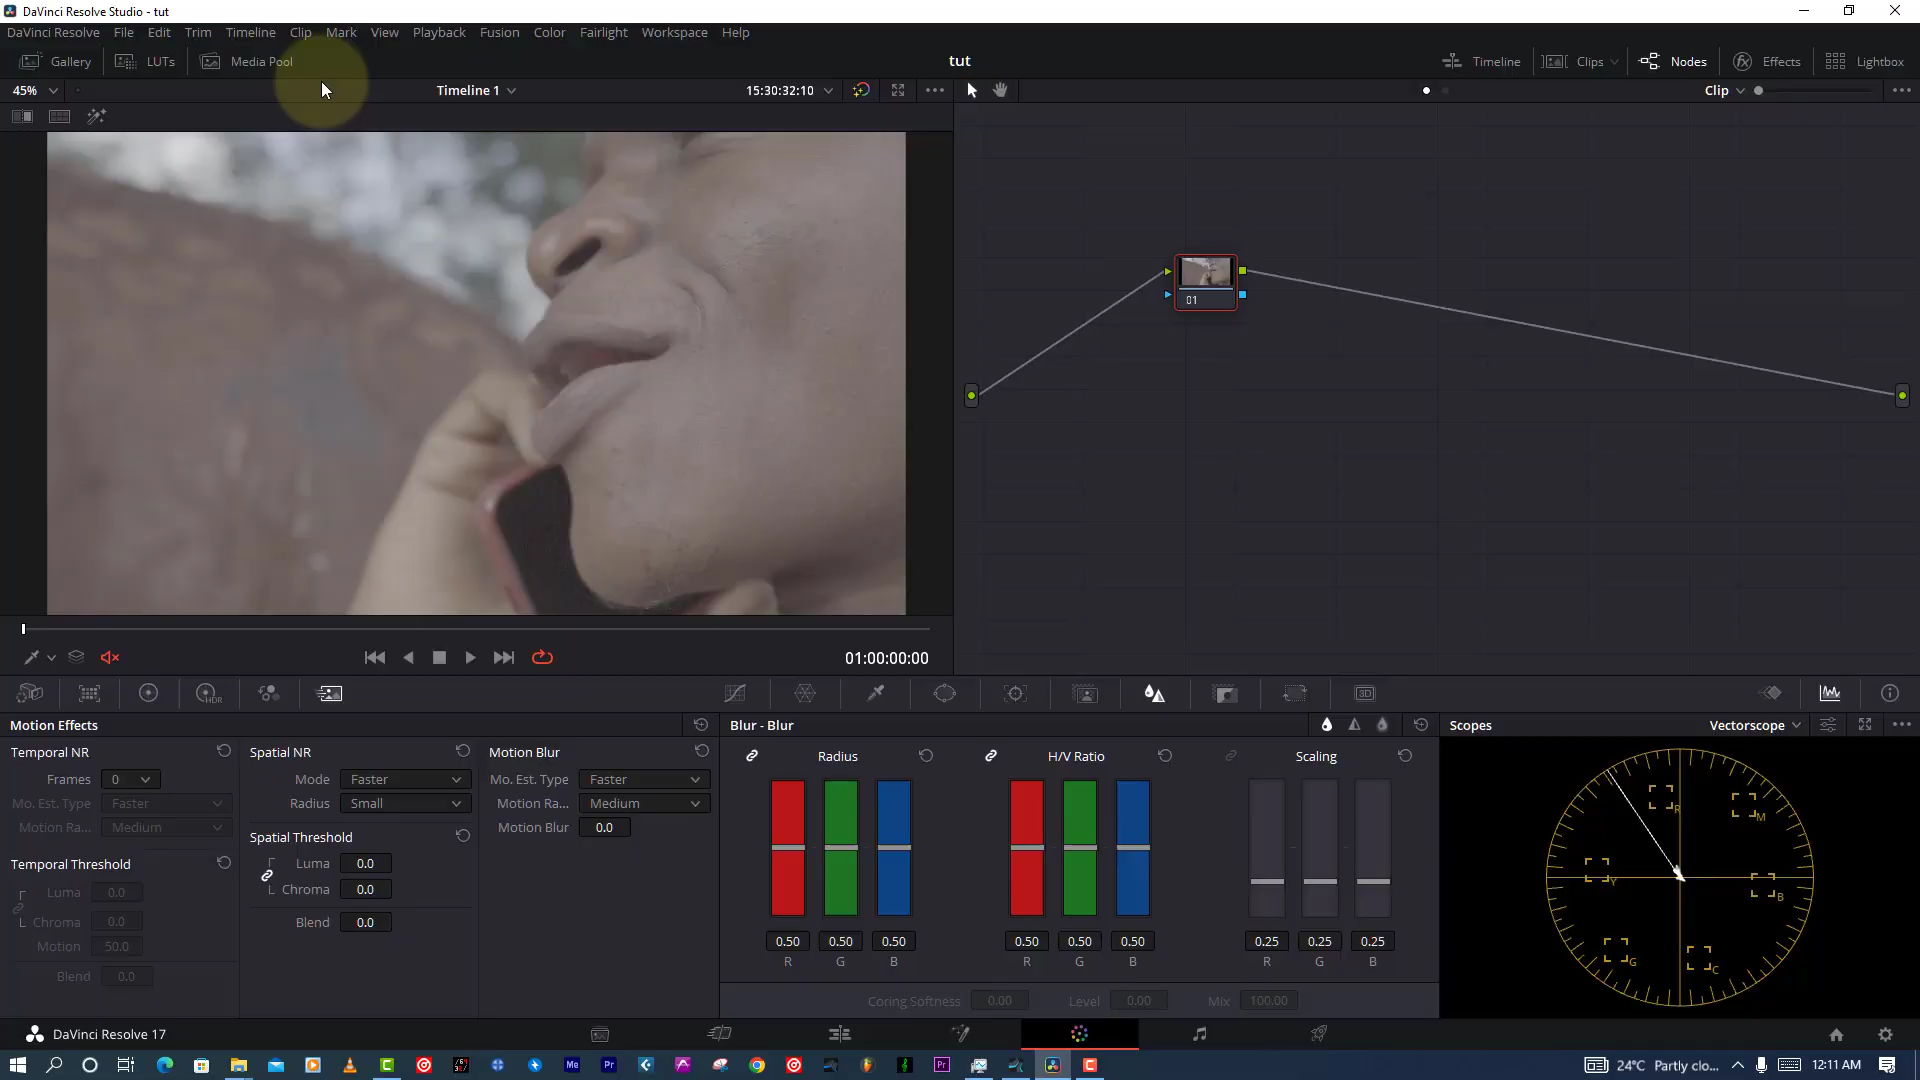 DaVinci Resolve Studio - tut
DaVinci Resolve File Edit Trim Timeline Clip Mark View Playback Fusion Color Fairlight Workspace Help
Gallery LUTs Media Pool tut Timeline Clips Nodes Effects Lightbox
45% Timeline 1 15:30:32:10 Clip
01
01:00:00:00
HDR 3D
Motion Effects Blur - Blur Scopes Vectorscope
Temporal NR Spatial NR Motion Blur Radius H/V Ratio Scaling
Frames 0 Mode Faster Mo. Est. Type Faster
Mo. Est. Type Faster Radius Small Motion Ra... Medium
Motion Ra... Medium Motion Blur 0.0
Spatial Threshold
Temporal Threshold Luma 0.0
Luma 0.0 Chroma 0.0
Chroma 0.0 Blend 0.0
Motion 50.0
Blend 0.0
0.50 0.50 0.50 0.50 0.50 0.50 0.25 0.25 0.25
R G B R G B R G B
Coring Softness 0.00 Level 0.00 Mix 100.00
R M Y B G C
DaVinci Resolve 17
Me Pr Pr 24°C Partly clo... 12:11 AM